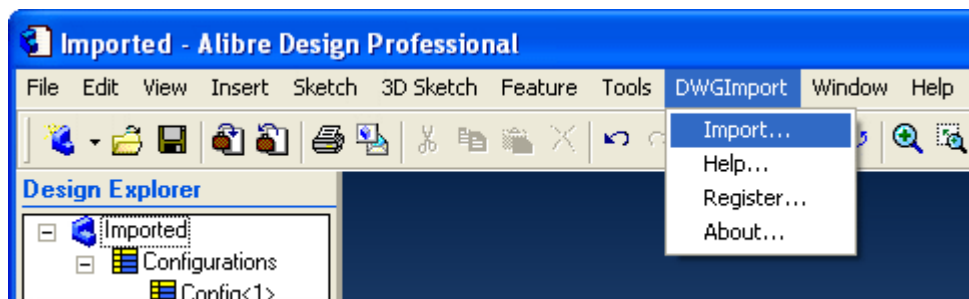 Imported - Alibre Design Professional
File Edit View Insert Sketch 3D Sketch Feature Tools DWGImport Window Help
Import...
Help...
Register...
About...
Design Explorer
Imported
Configurations
Config<1>